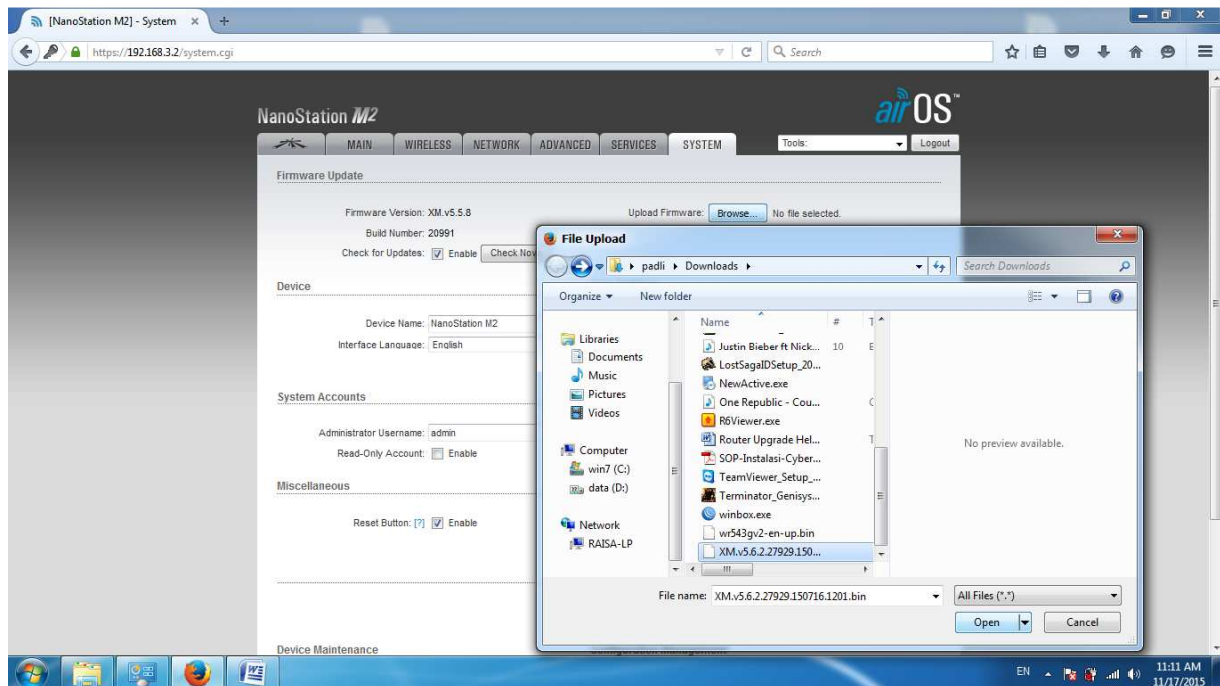 [NanoStation M2] - System
https://192.168.3.2/system.cgi
Search
NanoStation M2
airOS™
MAIN WIRELESS NETWORK ADVANCED SERVICES SYSTEM
Tools:
Logout
Firmware Update
Firmware Version: XM.v5.5.8
Upload Firmware: Browse... No file selected.
Build Number: 20991
Check for Updates: Enable Check Now
Device
Device Name: NanoStation M2
Interface Language: English
System Accounts
Administrator Username: admin
Read-Only Account: Enable
Miscellaneous
Reset Button: [?] Enable
Device Maintenance
File Upload
padli Downloads
Search Downloads
Organize New folder
Libraries
Documents
Music
Pictures
Videos
Computer
win7 (C:)
data (D:)
Network
RAISA-LP
Name # T
Justin Bieber ft Nick... 10 E
LostSagaIDSetup_20...
NewActive.exe
One Republic - Cou... C
R6Viewer.exe
Router Upgrade Hel... T
SOP-Instalasi-Cyber...
TeamViewer_Setup_...
Terminator_Genisys...
winbox.exe
wr543gv2-en-up.bin
XM.v5.6.2.27929.150...
No preview available.
File name: XM.v5.6.2.27929.150716.1201.bin
All Files (*.*)
Open Cancel
EN
11:11 AM
11/17/2015